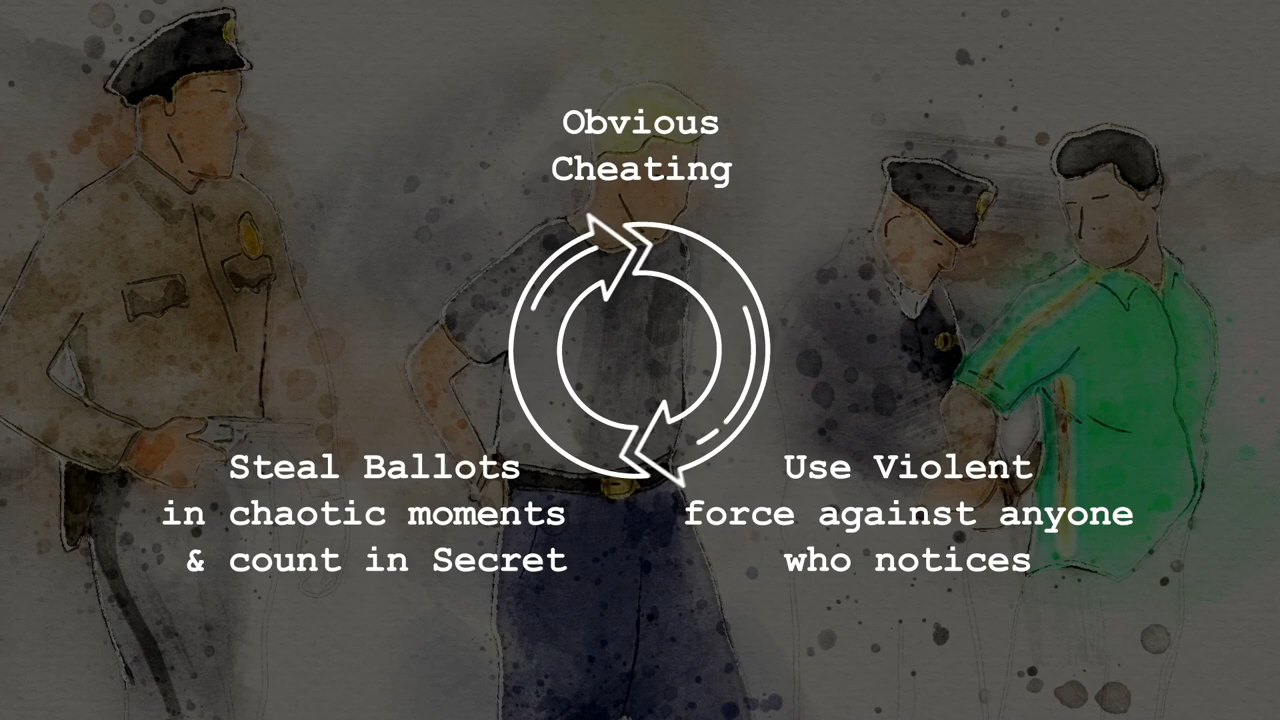 Obvious
Cheating
Steal Ballots
in chaotic moments
& count in Secret
Use Violent
force against anyone
who notices